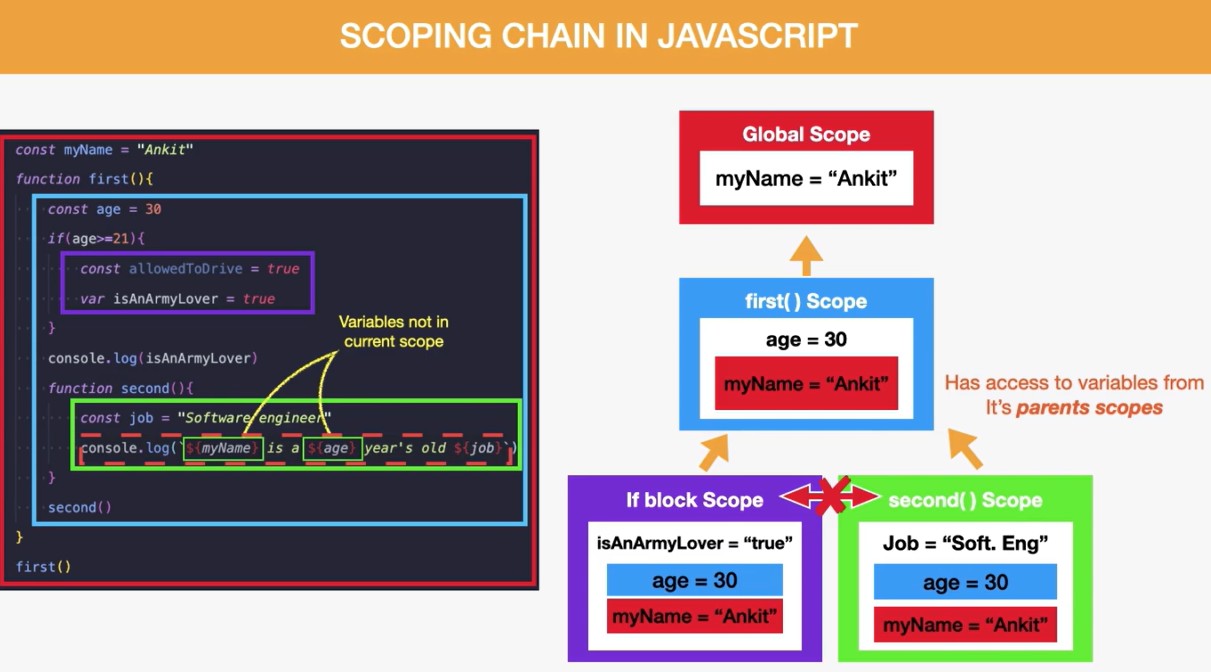 SCOPING CHAIN IN JAVASCRIPT
const myName = "Ankit"
function first(){
const age = 30
if(age>=21){
const allowedToDrive = true
var isAnArmyLover = true
}
console.log(isAnArmyLover)
function second(){
const job = "Software engineer"
console.log(`${myName} is a ${age} year's old ${job}`)
}
second()
}
first()
Variables not in
current scope
Global Scope
myName = “Ankit”
first( ) Scope
age = 30
myName = “Ankit”
Has access to variables from
It’s parents scopes
If block Scope
isAnArmyLover = “true”
age = 30
myName = “Ankit”
second( ) Scope
Job = “Soft. Eng”
age = 30
myName = “Ankit”